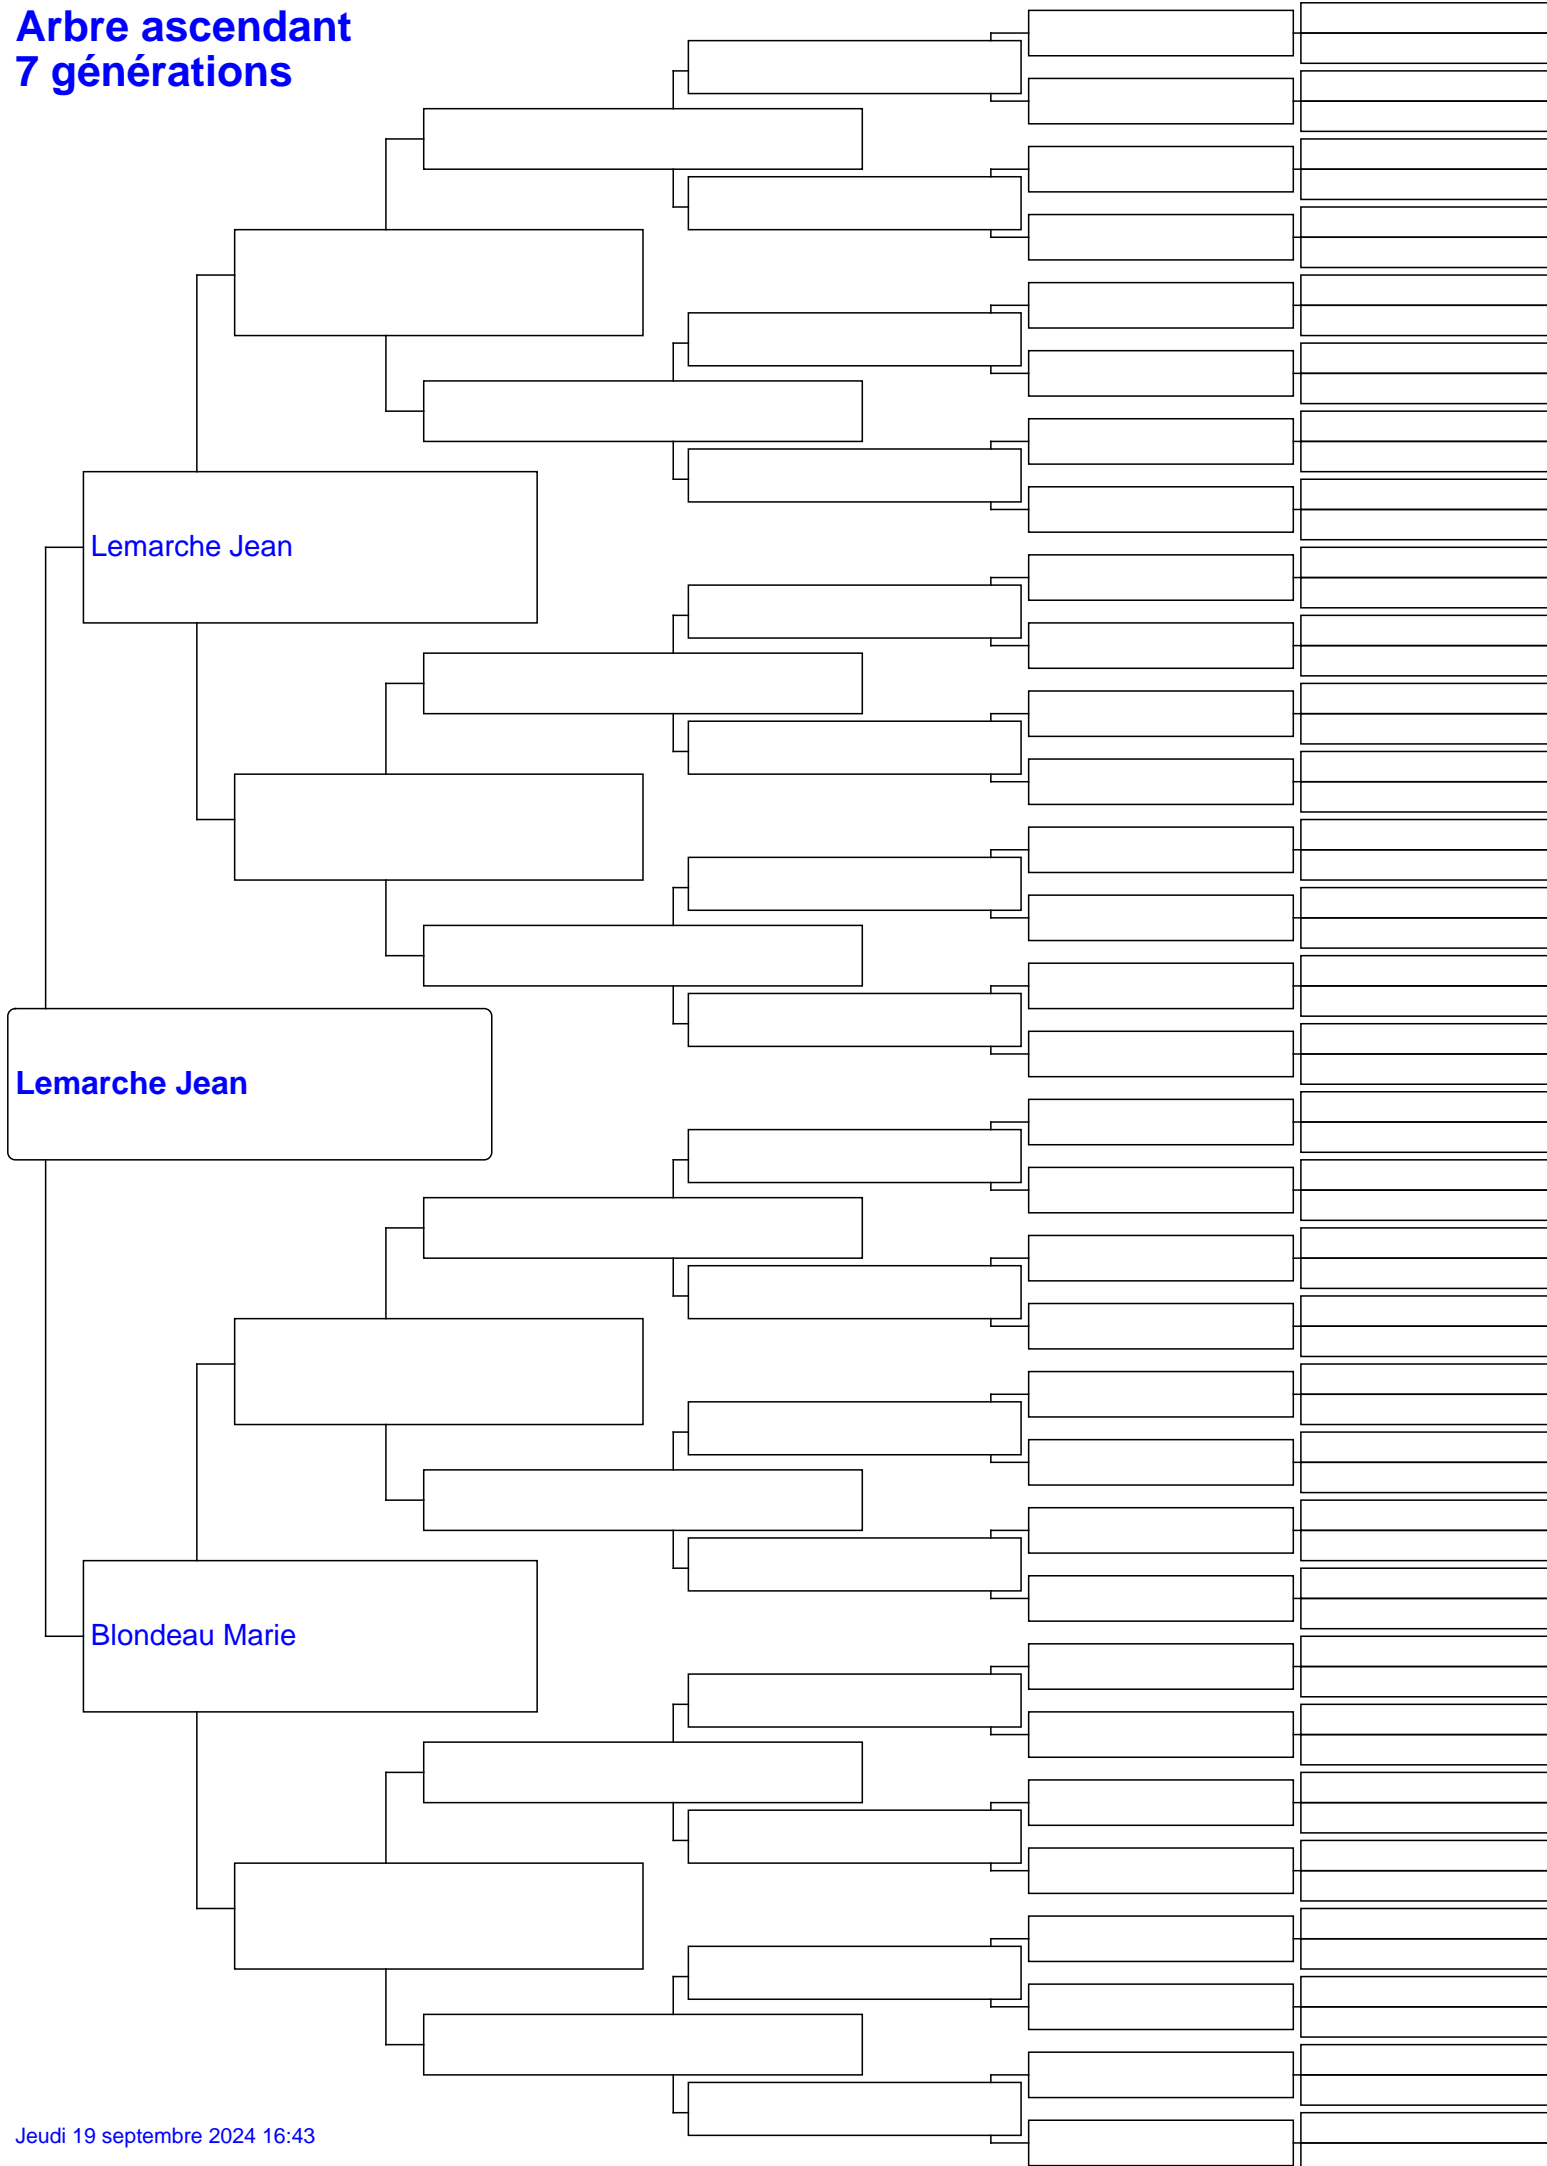 Arbre ascendant
7 générations
Lemarche Jean
Lemarche Jean
Blondeau Marie
Jeudi 19 septembre 2024 16:43